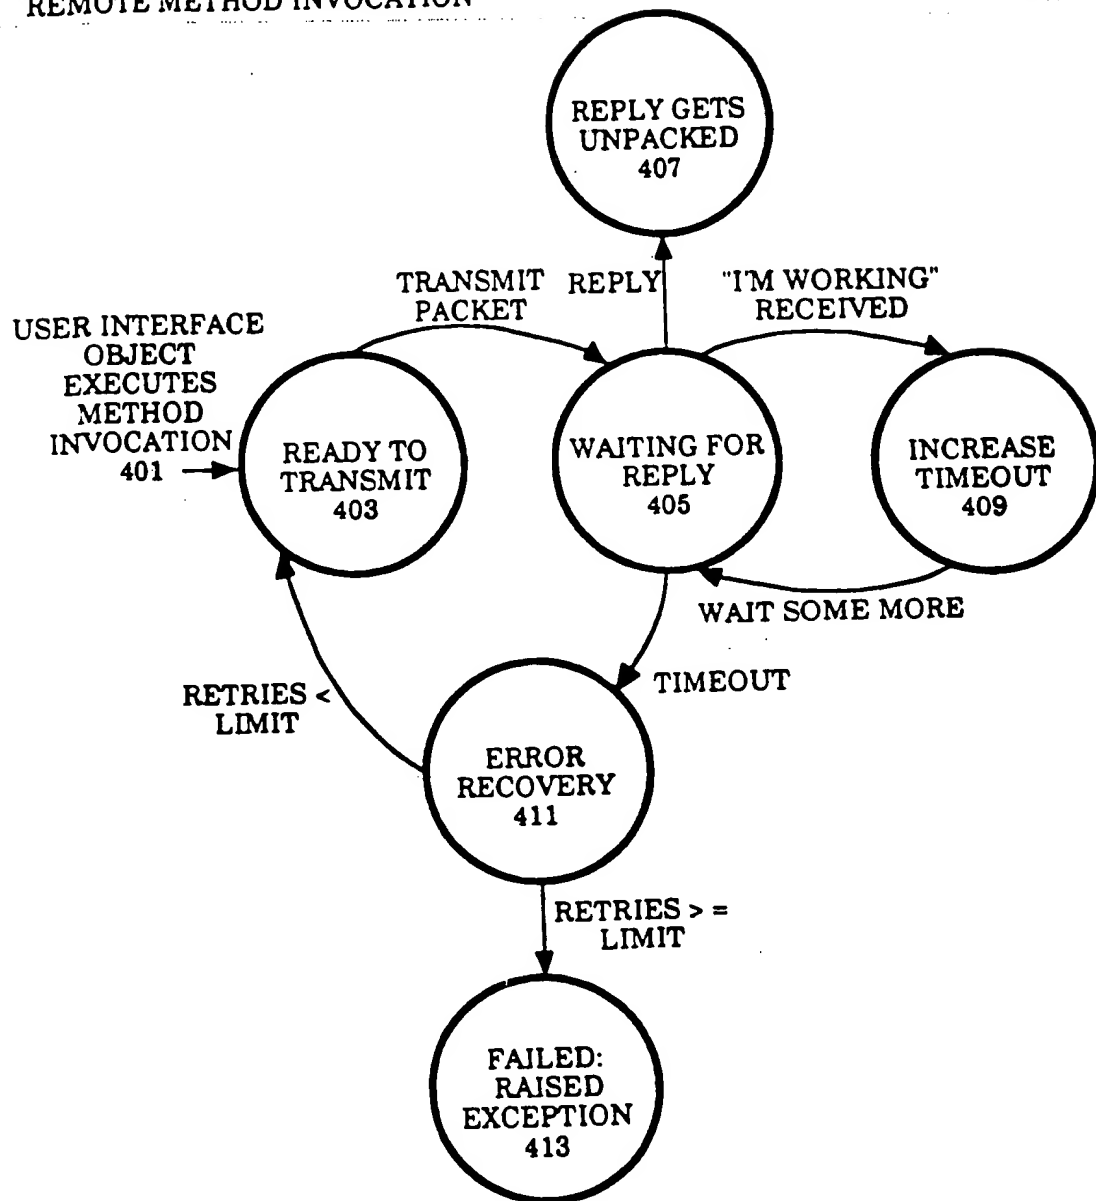 REMOTE METHOD INVOCATION
REPLY GETS
UNPACKED
407
TRANSMIT
PACKET
REPLY
"I'M WORKING"
RECEIVED
USER INTERFACE
OBJECT
EXECUTES
METHOD
INVOCATION
401
READY TO
TRANSMIT
403
WAITING FOR
REPLY
405
INCREASE
TIMEOUT
409
WAIT SOME MORE
TIMEOUT
RETRIES <
LIMIT
ERROR
RECOVERY
411
RETRIES > =
LIMIT
FAILED:
RAISED
EXCEPTION
413